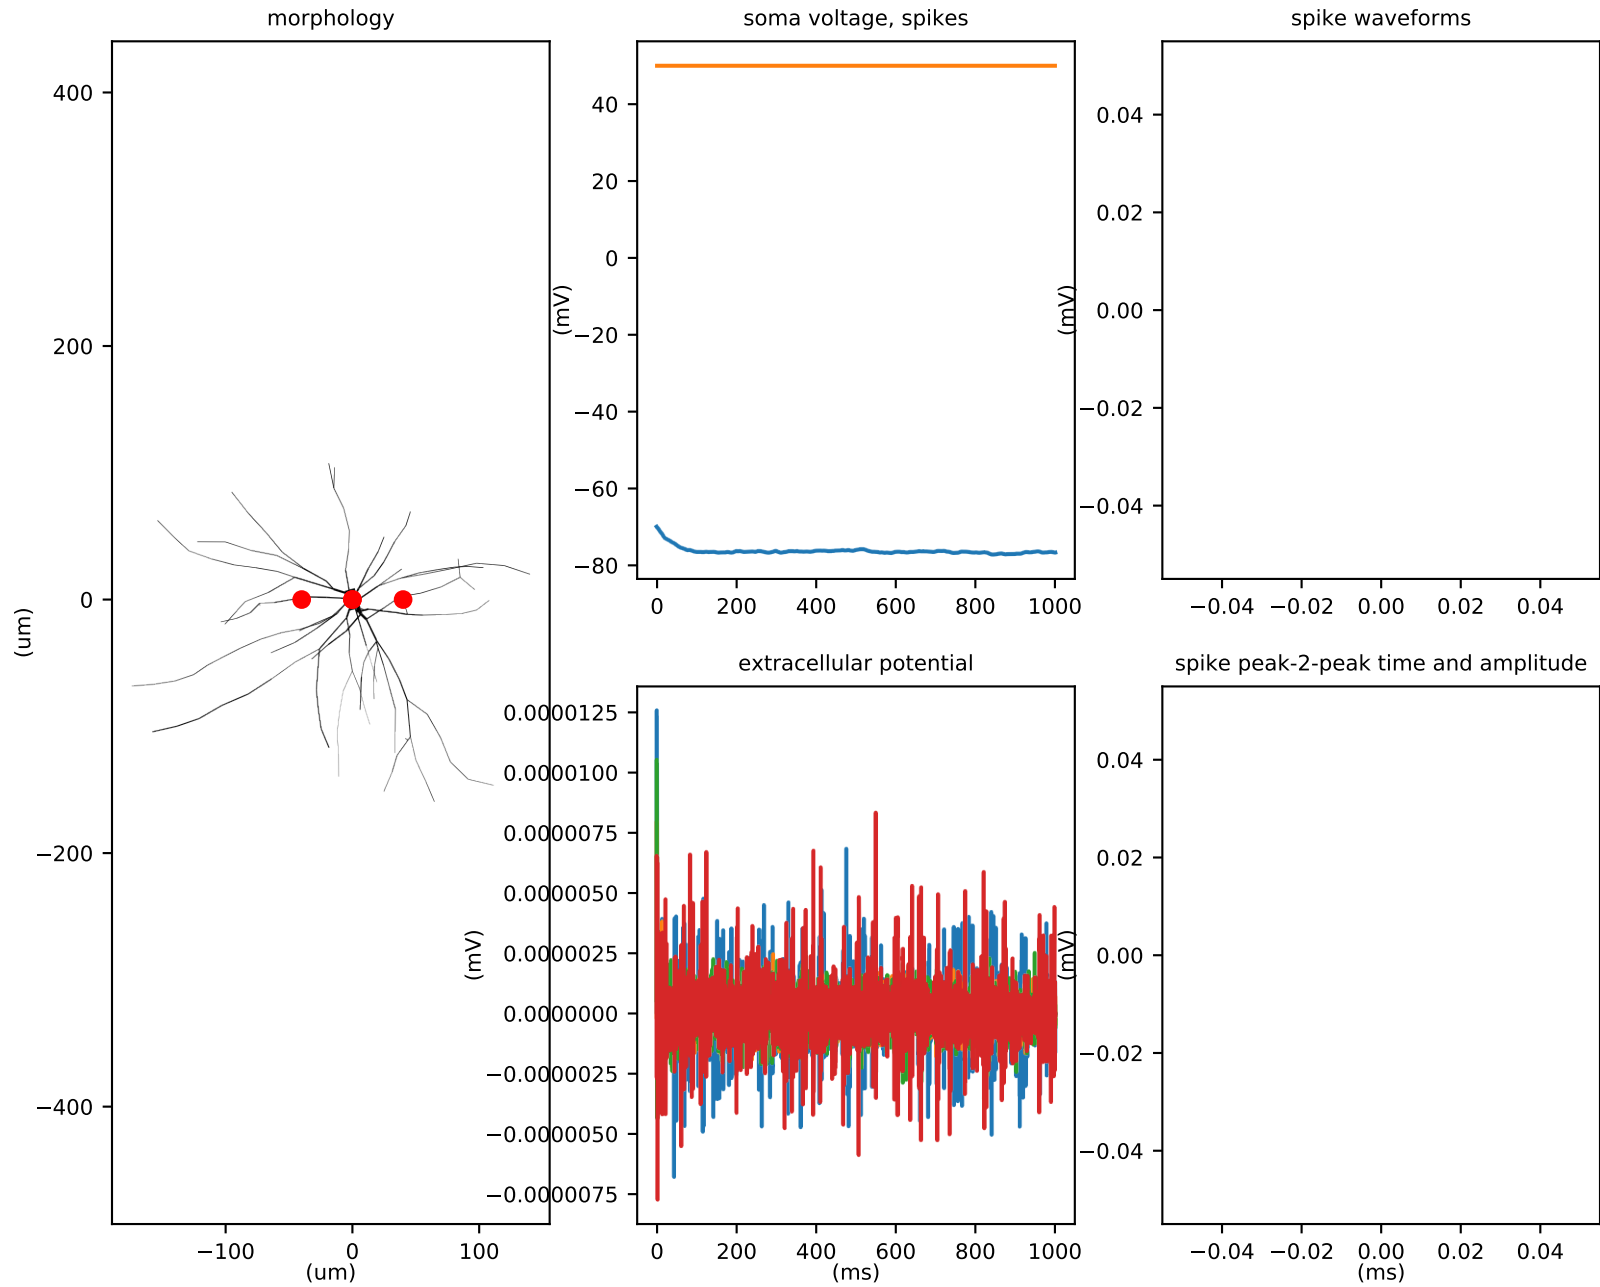 morphology
400
200
0
−200
−400
(um)
−100 0 100
(um)
soma voltage, spikes
40
20
0
−20
−40
−60
−80
(mV)
0 200 400 600 800 1000
spike waveforms
0.04
0.02
0.00
−0.02
−0.04
(mV)
−0.04 −0.02 0.00 0.02 0.04
extracellular potential
0.0000125
0.0000100
0.0000075
0.0000050
0.0000025
0.0000000
−0.0000025
−0.0000050
−0.0000075
(mV)
0 200 400 600 800 1000
(ms)
spike peak-2-peak time and amplitude
0.04
0.02
0.00
−0.02
−0.04
(mV)
−0.04 −0.02 0.00 0.02 0.04
(ms)